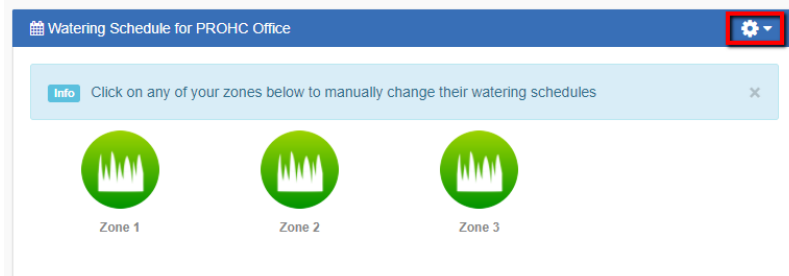 Watering Schedule for PROHC Office
Info Click on any of your zones below to manually change their watering schedules ×
Zone 1 Zone 2 Zone 3